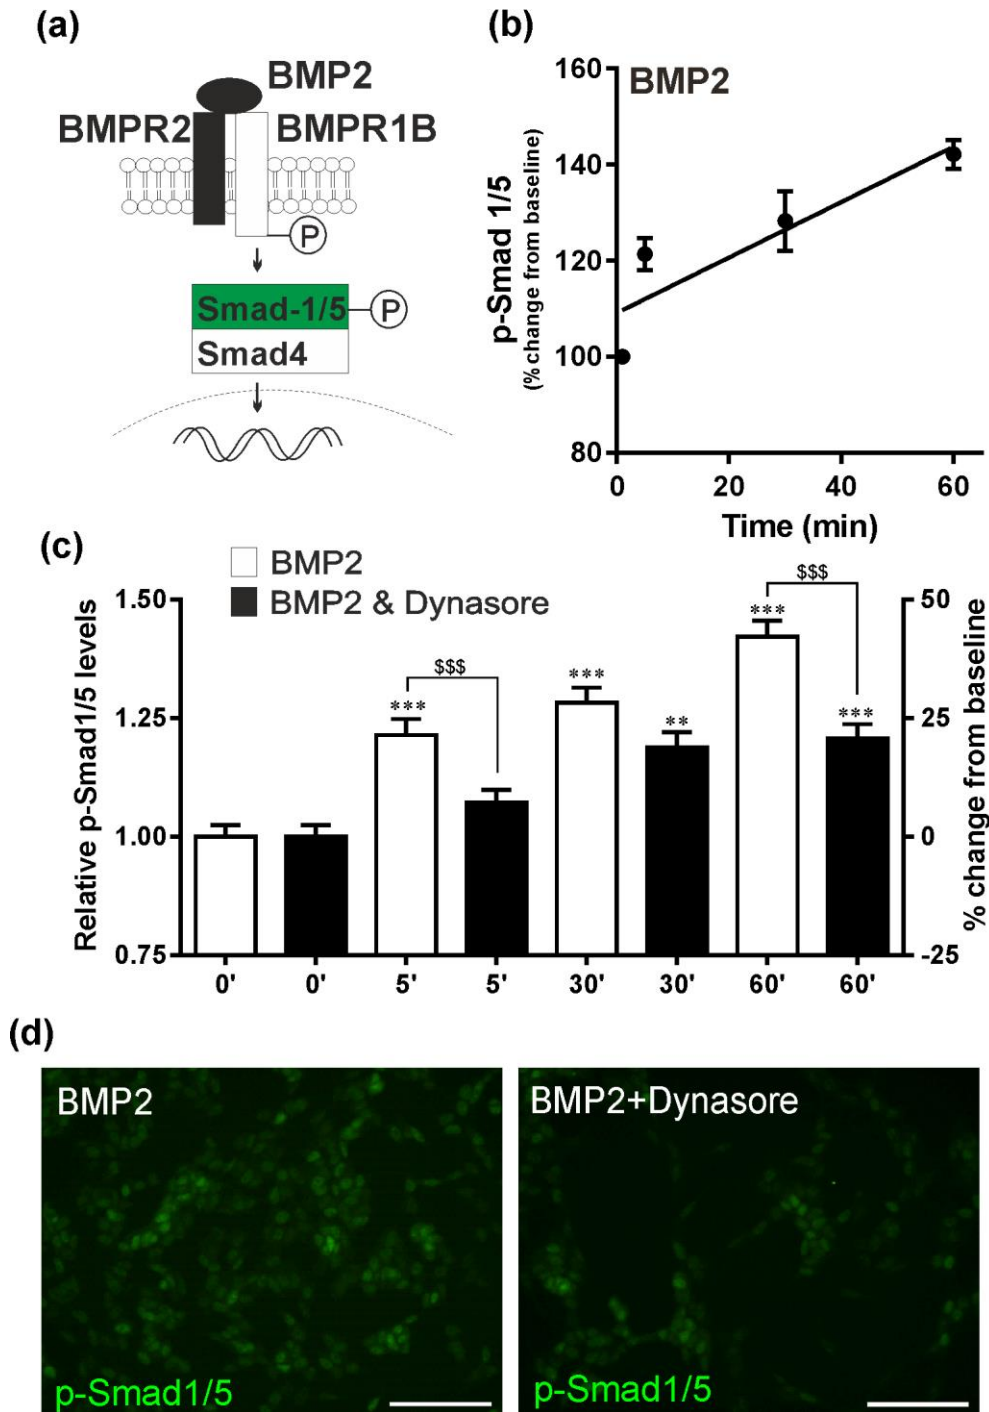 (a)
BMP2
BMPR2
BMPR1B
P
Smad-1/5
P
Smad4
(b)
BMP2
p-Smad 1/5
(% change from baseline)
160
140
120
100
80
0 20 40 60
Time (min)
(c)
BMP2
BMP2 & Dynasore
Relative p-Smad1/5 levels
1.50
1.25
1.00
0.75
***
$$$
***
**
***
$$$
***
50
25
0
-25
% change from baseline
0' 0' 5' 5' 30' 30' 60' 60'
(d)
BMP2
p-Smad1/5
BMP2+Dynasore
p-Smad1/5